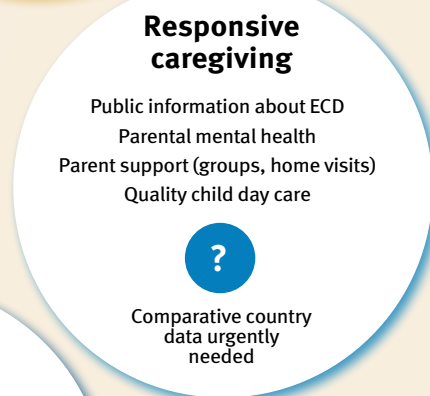 Responsive
caregiving
Public information about ECD
Parental mental health
Parent support (groups, home visits)
Quality child day care
?
Comparative country
data urgently
needed